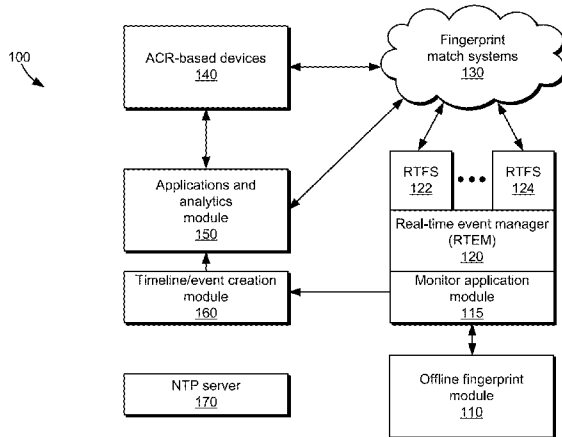 100
ACR-based devices
140
Fingerprint
match systems
130
RTFS
122
RTFS
124
Applications and
analytics
module
150
Real-time event manager
(RTEM)
120
Timeline/event creation
module
160
Monitor application
module
115
NTP server
170
Offline fingerprint
module
110